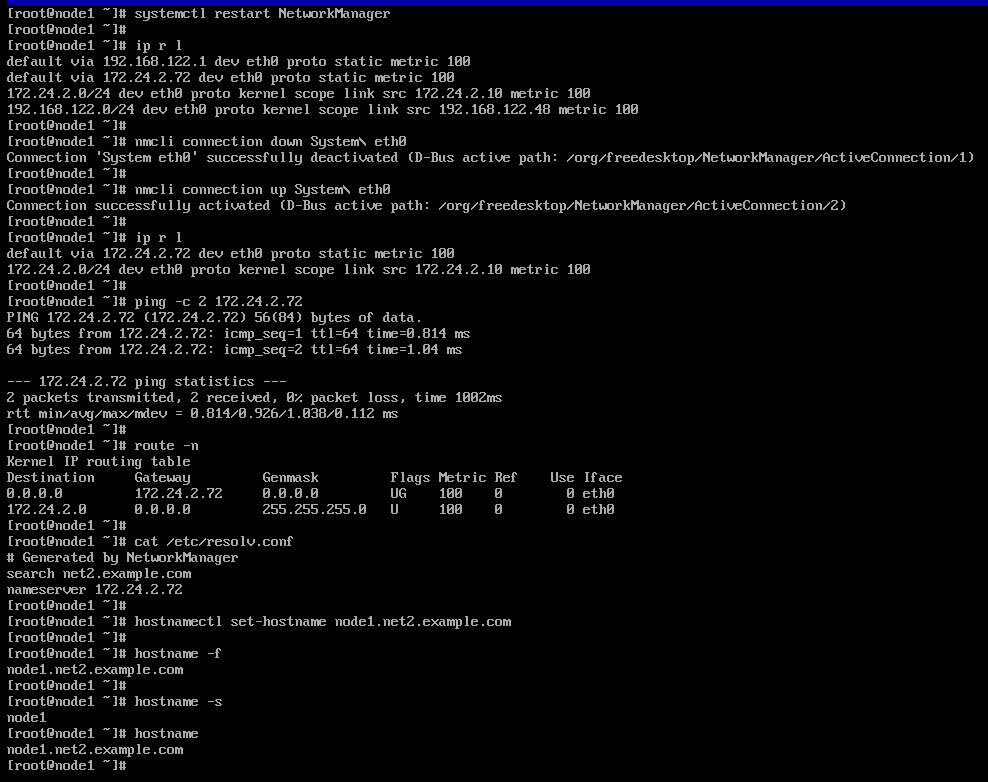 [root@node1 ~]# systemctl restart NetworkManager
[root@node1 ~]#
[root@node1 ~]# ip r l
default via 192.168.122.1 dev eth0 proto static metric 100
default via 172.24.2.72 dev eth0 proto static metric 100
172.24.2.0/24 dev eth0 proto kernel scope link src 172.24.2.10 metric 100
192.168.122.0/24 dev eth0 proto kernel scope link src 192.168.122.48 metric 100
[root@node1 ~]#
[root@node1 ~]# nmcli connection down System\ eth0
Connection 'System eth0' successfully deactivated (D-Bus active path: /org/freedesktop/NetworkManager/ActiveConnection/1)
[root@node1 ~]#
[root@node1 ~]# nmcli connection up System\ eth0
Connection successfully activated (D-Bus active path: /org/freedesktop/NetworkManager/ActiveConnection/2)
[root@node1 ~]#
[root@node1 ~]# ip r l
default via 172.24.2.72 dev eth0 proto static metric 100
172.24.2.0/24 dev eth0 proto kernel scope link src 172.24.2.10 metric 100
[root@node1 ~]#
[root@node1 ~]# ping -c 2 172.24.2.72
PING 172.24.2.72 (172.24.2.72) 56(84) bytes of data.
64 bytes from 172.24.2.72: icmp_seq=1 ttl=64 time=0.814 ms
64 bytes from 172.24.2.72: icmp_seq=2 ttl=64 time=1.04 ms

--- 172.24.2.72 ping statistics ---
2 packets transmitted, 2 received, 0% packet loss, time 1002ms
rtt min/avg/max/mdev = 0.814/0.926/1.038/0.112 ms
[root@node1 ~]#
[root@node1 ~]# route -n
Kernel IP routing table
Destination     Gateway         Genmask         Flags Metric Ref    Use Iface
0.0.0.0         172.24.2.72     0.0.0.0         UG    100    0        0 eth0
172.24.2.0      0.0.0.0         255.255.255.0   U     100    0        0 eth0
[root@node1 ~]#
[root@node1 ~]# cat /etc/resolv.conf
# Generated by NetworkManager
search net2.example.com
nameserver 172.24.2.72
[root@node1 ~]#
[root@node1 ~]# hostnamectl set-hostname node1.net2.example.com
[root@node1 ~]#
[root@node1 ~]# hostname -f
node1.net2.example.com
[root@node1 ~]#
[root@node1 ~]# hostname -s
node1
[root@node1 ~]# hostname
node1.net2.example.com
[root@node1 ~]#